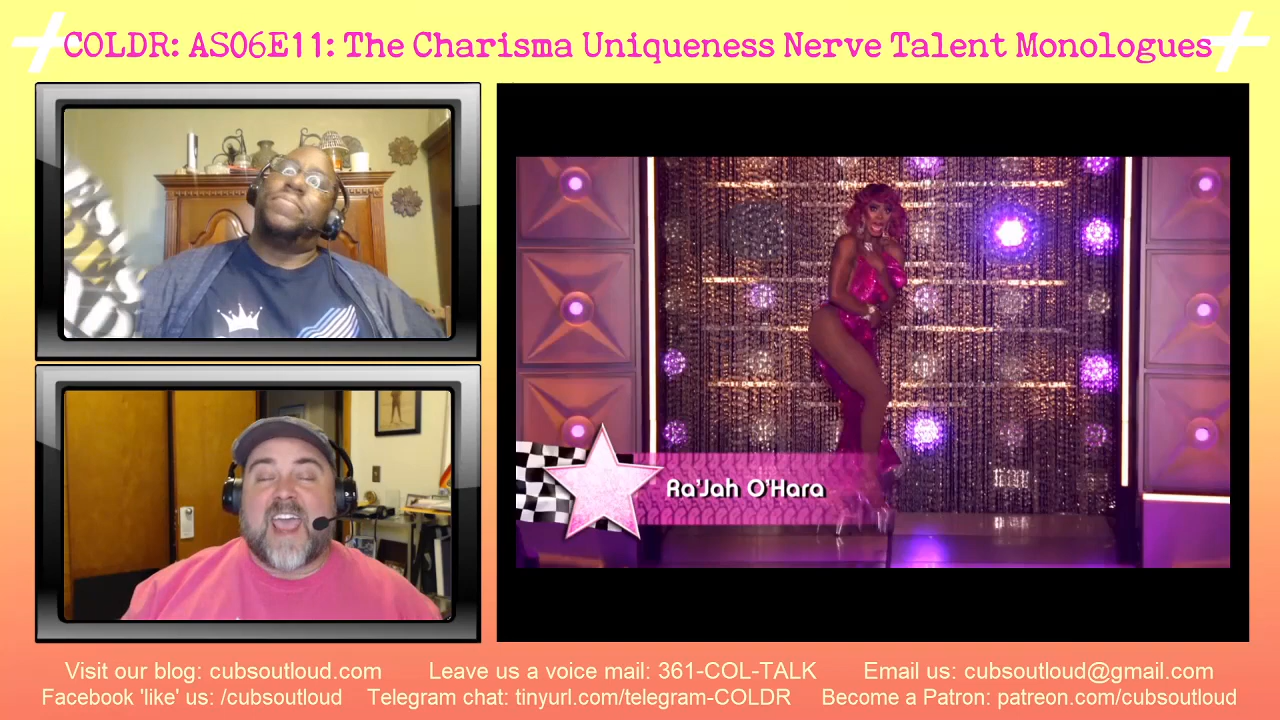 COLDR: AS06E11: The Charisma Uniqueness Nerve Talent Monologues
Ra'Jah O'Hara
Visit our blog: cubsoutloud.com Leave us a voice mail: 361-COL-TALK Email us: cubsoutloud@gmail.com
Facebook 'like' us: /cubsoutloud Telegram chat: tinyurl.com/telegram-COLDR Become a Patron: patreon.com/cubsoutloud